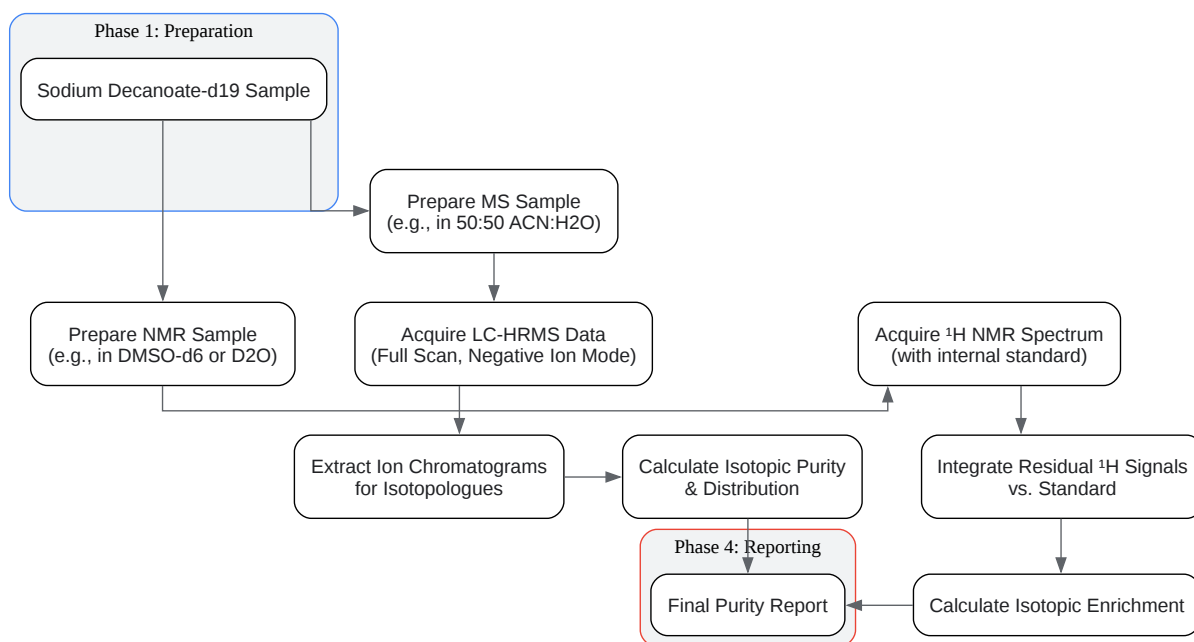 Phase 1: Preparation
Sodium Decanoate-d19 Sample
Prepare MS Sample
(e.g., in 50:50 ACN:H2O)
Prepare NMR Sample
(e.g., in DMSO-d6 or D2O)
Acquire LC-HRMS Data
(Full Scan, Negative Ion Mode)
Acquire ¹H NMR Spectrum
(with internal standard)
Extract Ion Chromatograms
for Isotopologues
Calculate Isotopic Purity
& Distribution
Integrate Residual ¹H Signals
vs. Standard
Phase 4: Reporting
Final Purity Report
Calculate Isotopic Enrichment